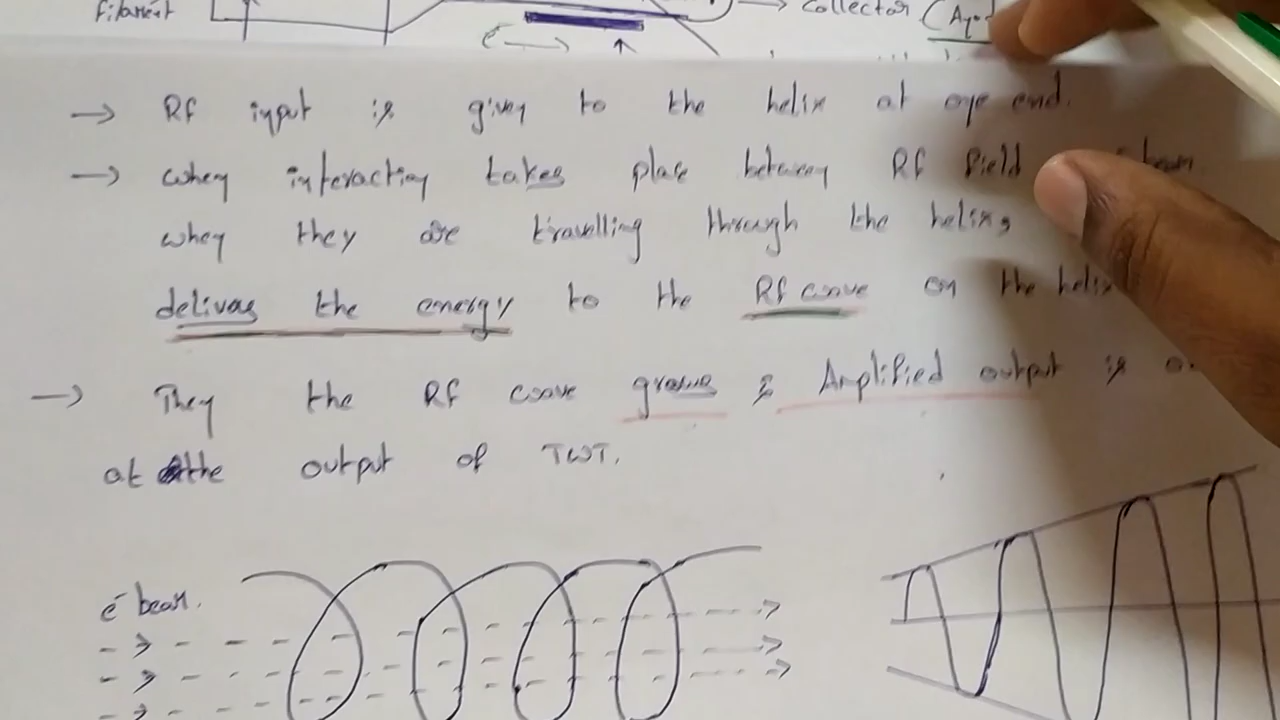 filament
→ collector
e →
→ RF input is given to the helix at one end.
→ When interaction takes place between RF field beam
when they are travelling through the helix,
delivers the energy to the RF wave on the helix
→ Then the RF wave grows & Amplified output is
at the output of TWT.
e⁻ beam.